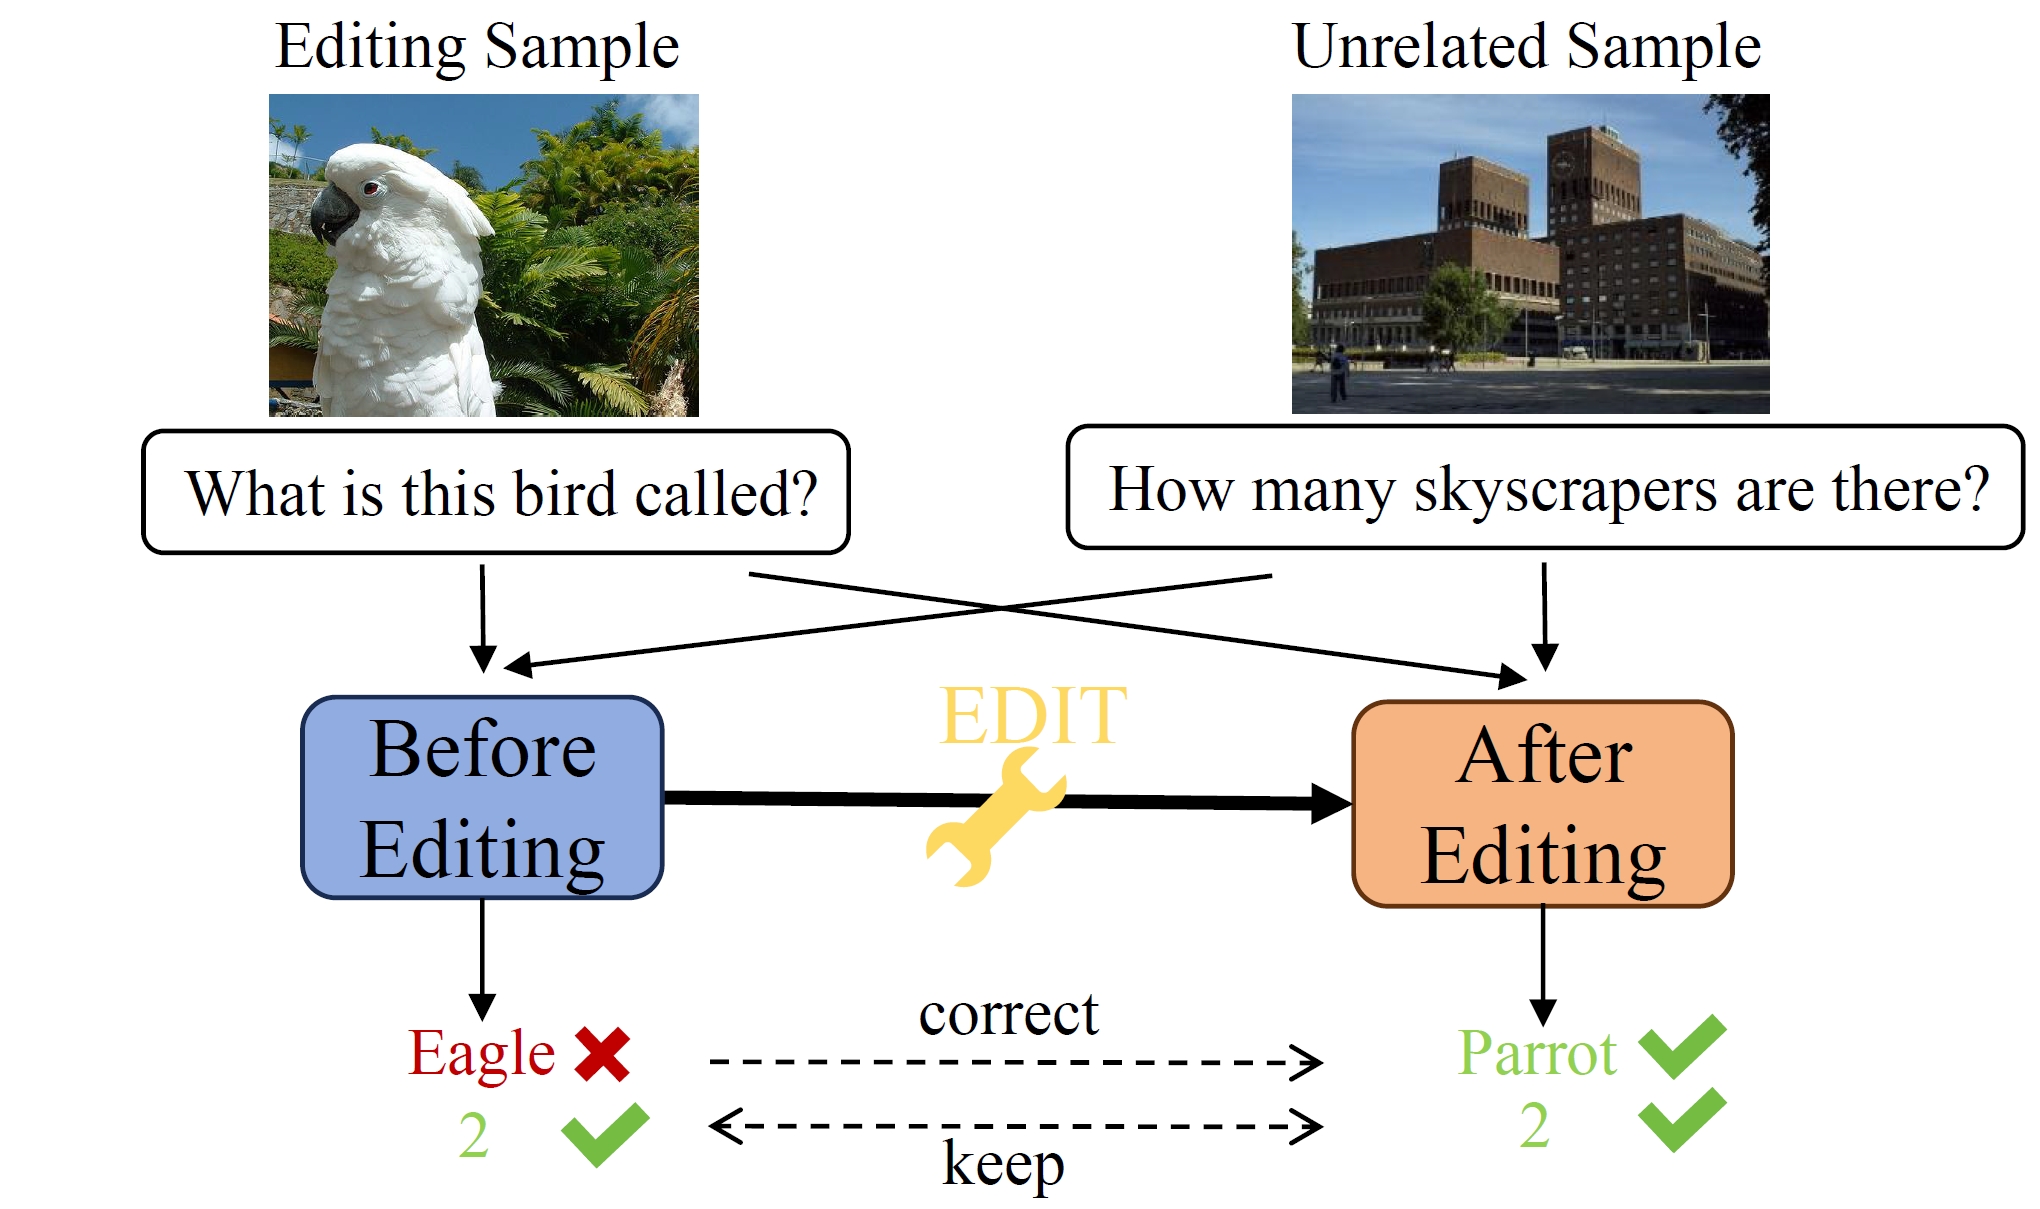 Editing Sample
Unrelated Sample
What is this bird called?
How many skyscrapers are there?
EDIT
Before
Editing
After
Editing
correct
Eagle
Parrot
2
2
keep